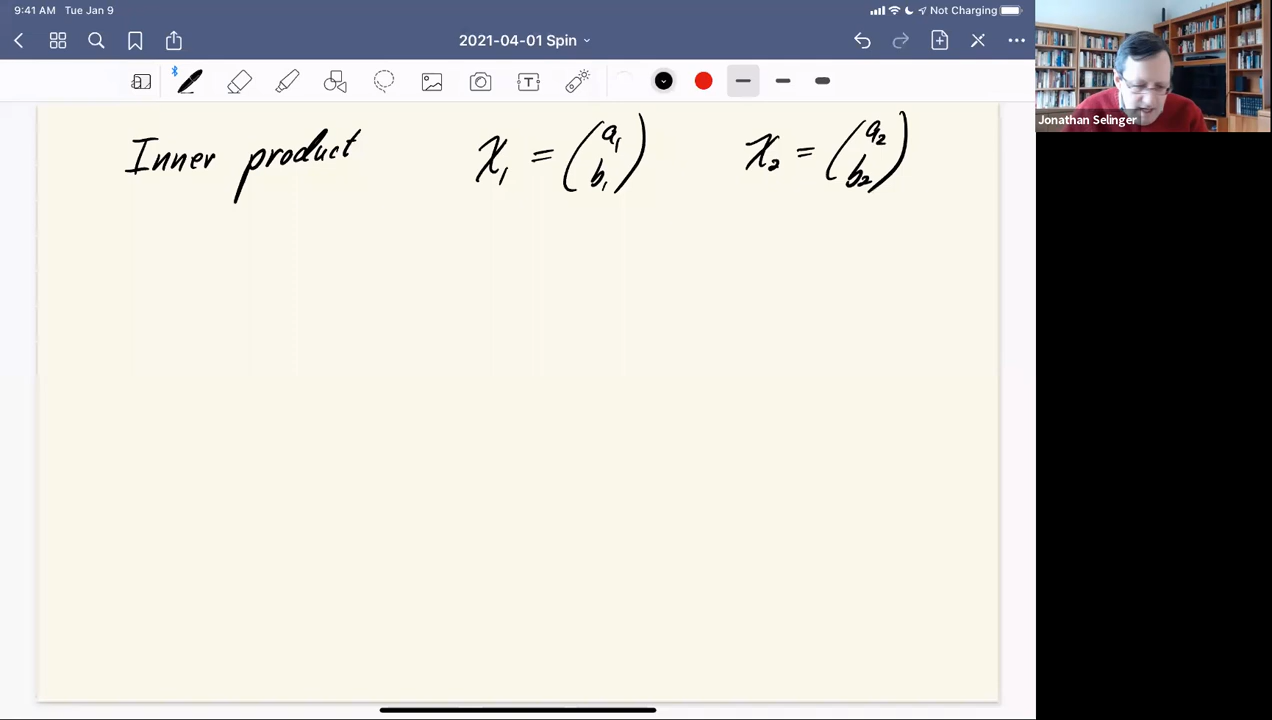 9:41 AM Tue Jan 9
Not Charging
2021-04-01 Spin
T
Jonathan Selinger
Inner product χ₁ = (a₁ b₁) χ₂ = (a₂ b₂)